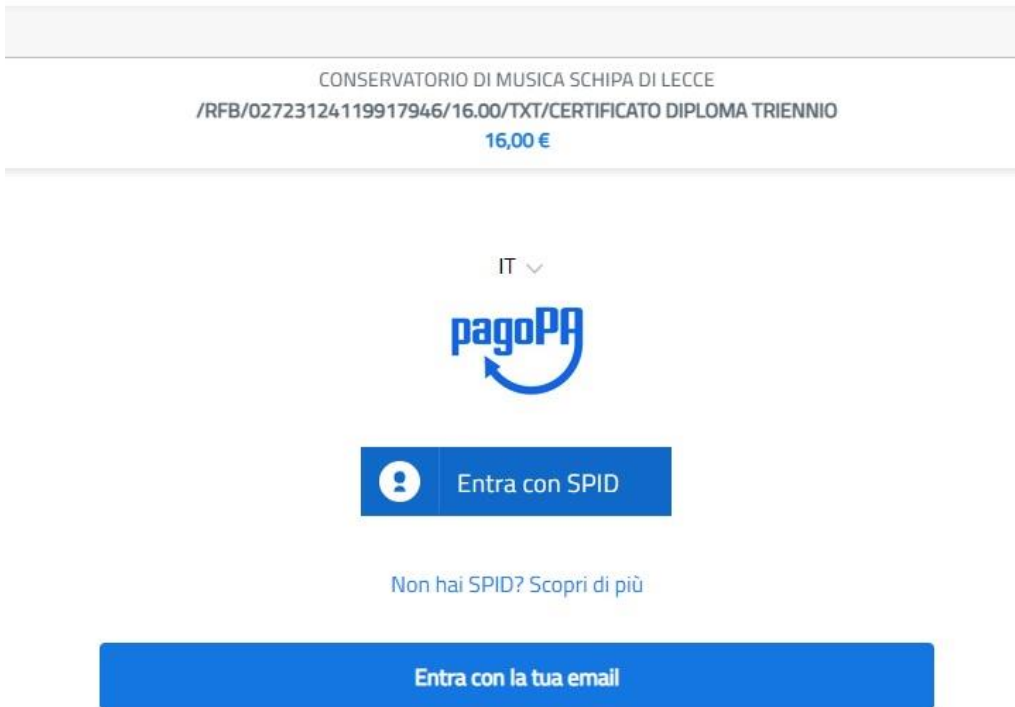 CONSERVATORIO DI MUSICA SCHIPA DI LECCE
/RFB/02723124119917946/16.00/TXT/CERTIFICATO DIPLOMA TRIENNIO
16,00 €
IT
pagoPA
Entra con SPID
Non hai SPID? Scopri di più
Entra con la tua email